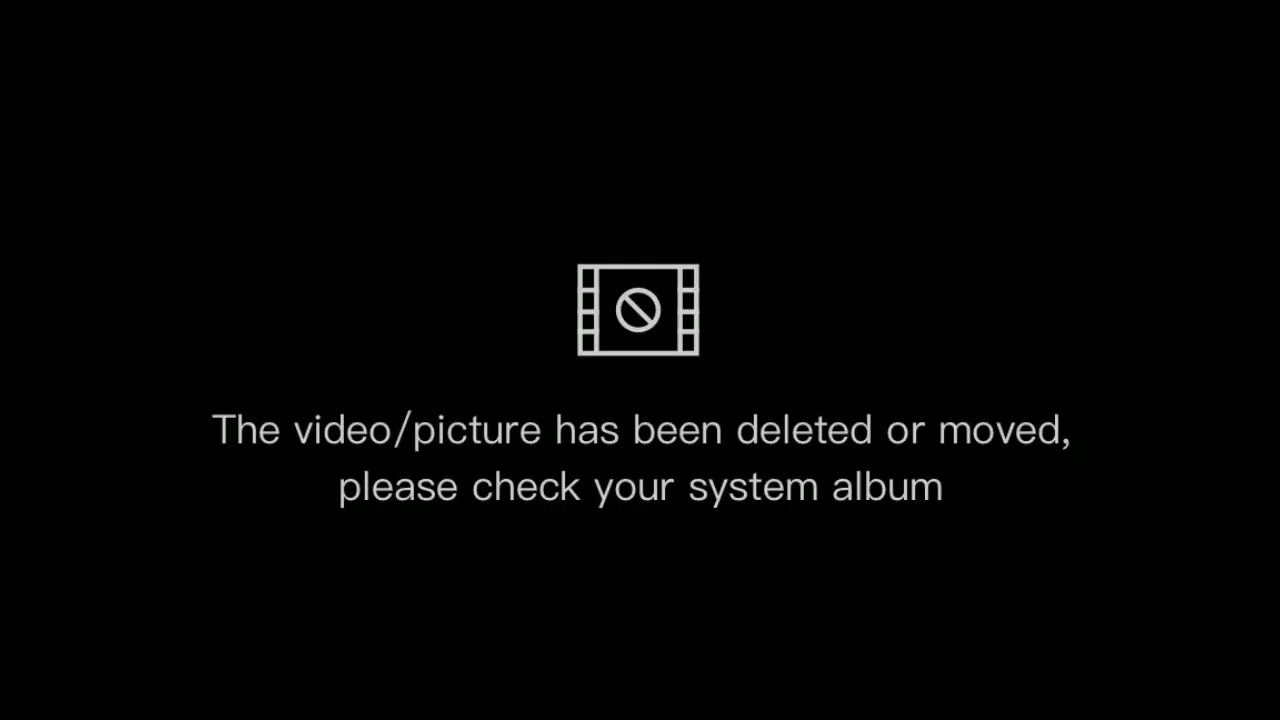 The video/picture has been deleted or moved,
please check your system album